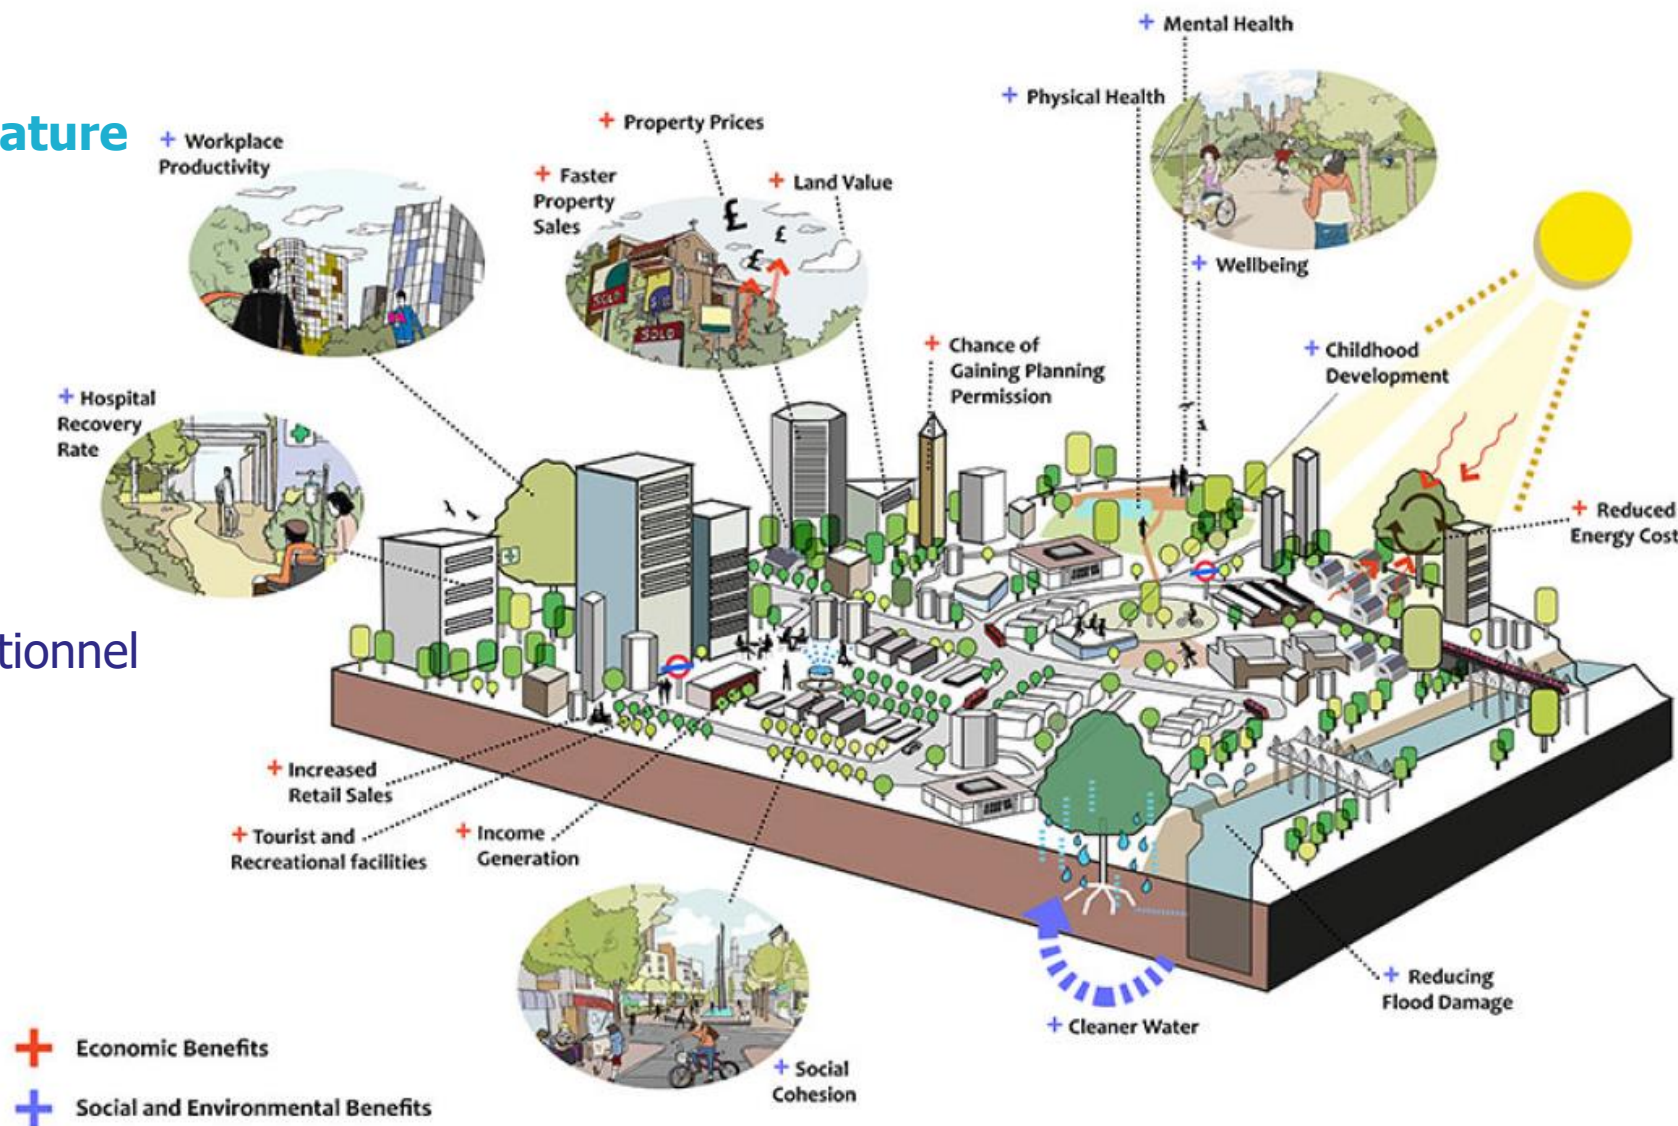 + Mental Health
+ Physical Health
ature
+ Workplace
Productivity
+ Property Prices
+ Faster
Property
Sales
+ Land Value
£
£
£
SOLD
SOLD
+ Wellbeing
+ Chance of
Gaining Planning
Permission
+ Childhood
Development
+ Hospital
Recovery
Rate
+ Reduced
Energy Cost
tionnel
+ Increased
Retail Sales
+ Tourist and
Recreational facilities
+ Income
Generation
+ Reducing
Flood Damage
+ Cleaner Water
+ Social
Cohesion
+ Economic Benefits
+ Social and Environmental Benefits